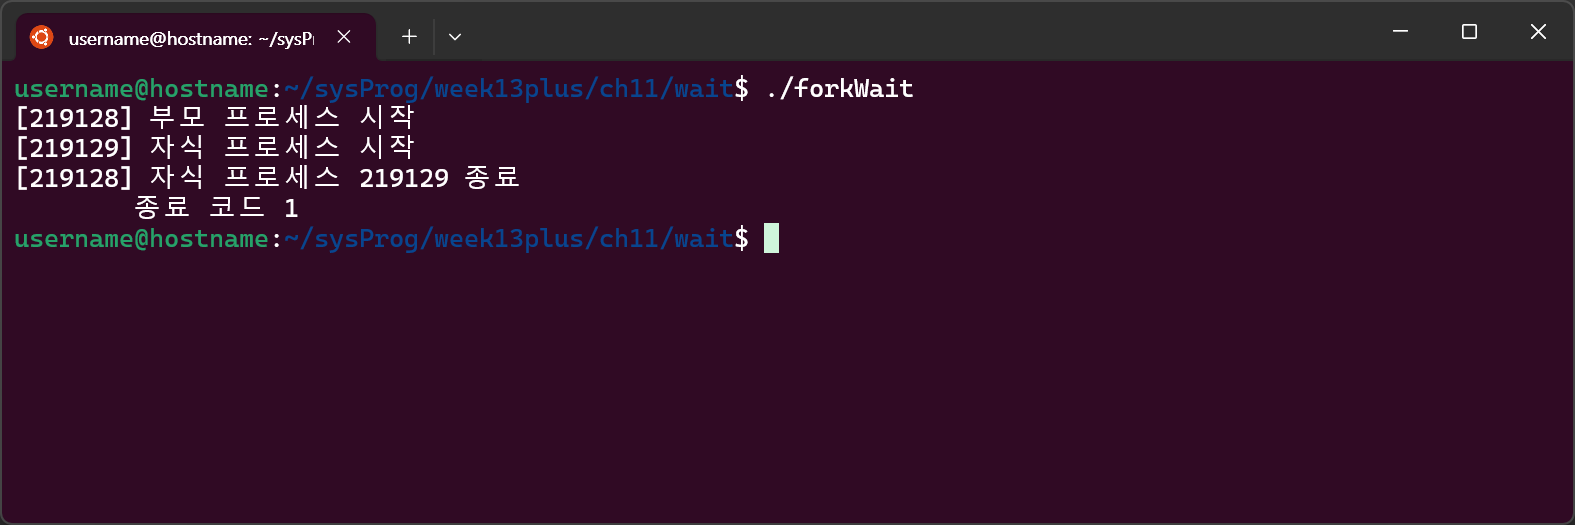 username@hostname: ~/sysPr
username@hostname:~/sysProg/week13plus/ch11/wait$ ./forkWait
[219128] 부모 프로세스 시작
[219129] 자식 프로세스 시작
[219128] 자식 프로세스 219129 종료
종료 코드 1
username@hostname:~/sysProg/week13plus/ch11/wait$